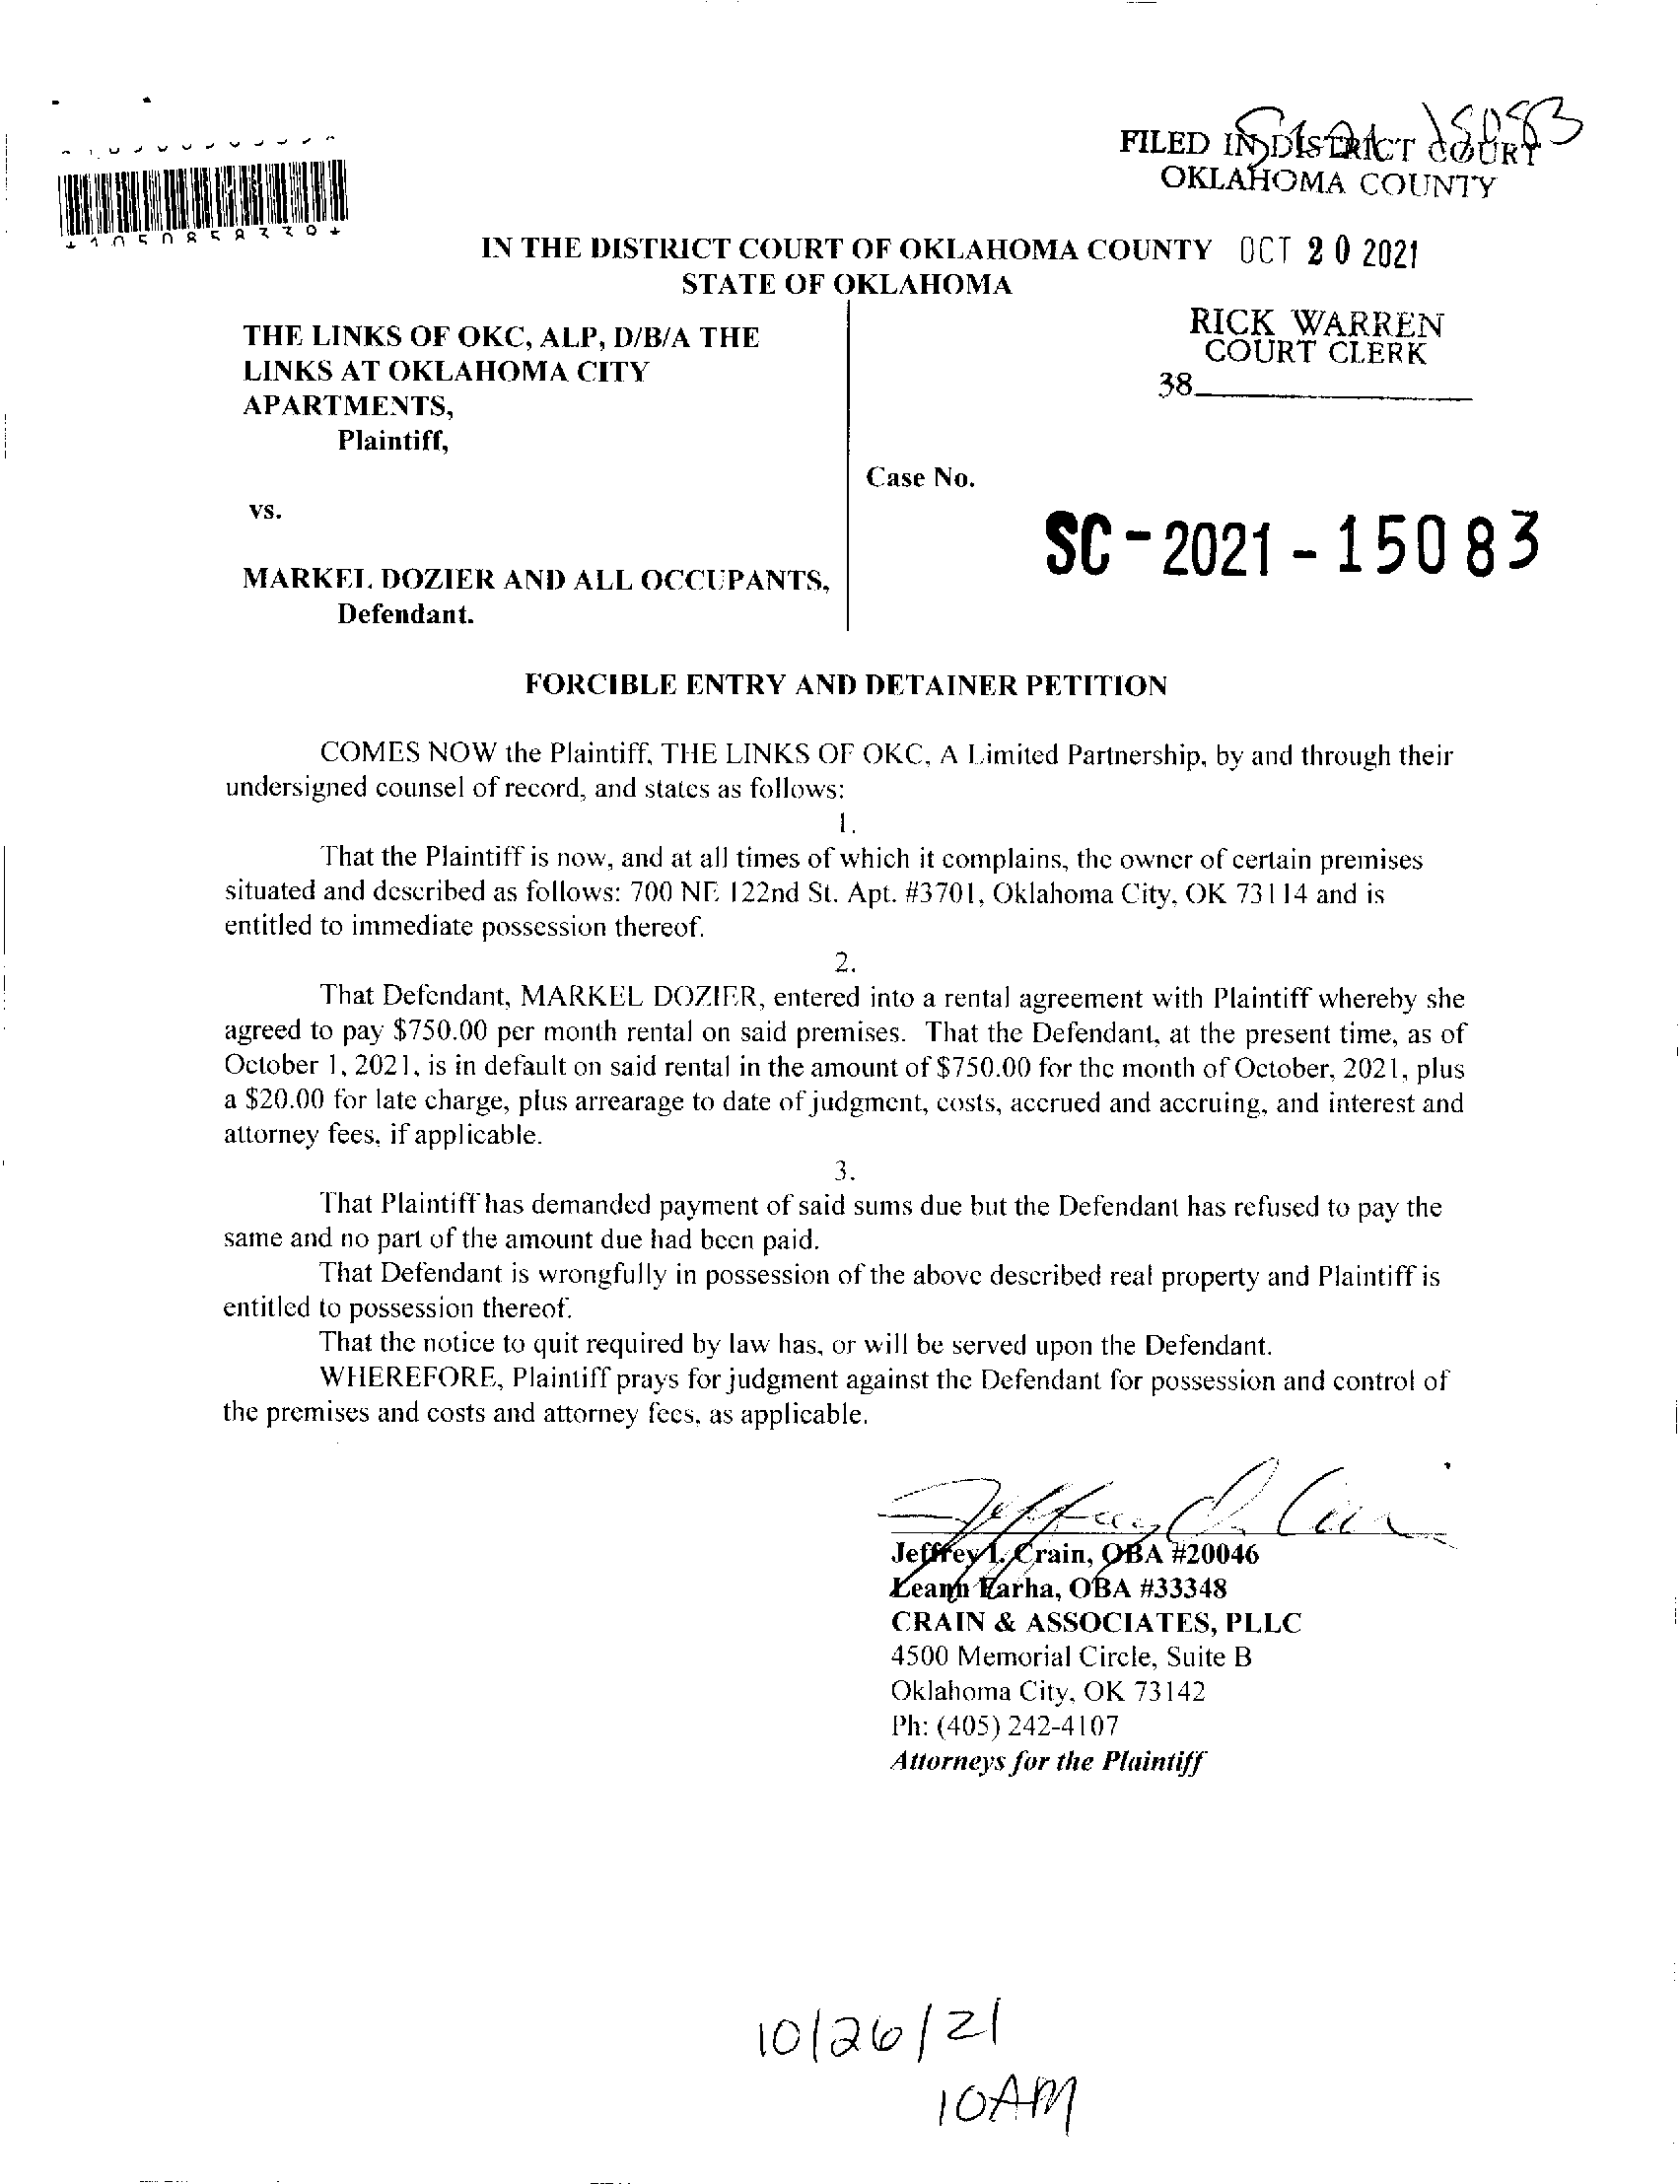 FILED IN DISTRICT COURT
OKLAHOMA COUNTY
IN THE DISTRICT COURT OF OKLAHOMA COUNTY OCT 20 2021
STATE OF OKLAHOMA
RICK WARREN
COURT CLERK
38
THE LINKS OF OKC, ALP, D/B/A THE
LINKS AT OKLAHOMA CITY
APARTMENTS,
Plaintiff,
Case No.
vs.
SC-2021-15083
MARKEL DOZIER AND ALL OCCUPANTS,
Defendant.
FORCIBLE ENTRY AND DETAINER PETITION
COMES NOW the Plaintiff, THE LINKS OF OKC, A Limited Partnership, by and through their
undersigned counsel of record, and states as follows:
1.
That the Plaintiff is now, and at all times of which it complains, the owner of certain premises
situated and described as follows: 700 NE 122nd St. Apt. #3701, Oklahoma City, OK 73114 and is
entitled to immediate possession thereof.
2.
That Defendant, MARKEL DOZIER, entered into a rental agreement with Plaintiff whereby she
agreed to pay $750.00 per month rental on said premises. That the Defendant, at the present time, as of
October 1, 2021, is in default on said rental in the amount of $750.00 for the month of October, 2021, plus
a $20.00 for late charge, plus arrearage to date of judgment, costs, accrued and accruing, and interest and
attorney fees, if applicable.
3.
That Plaintiff has demanded payment of said sums due but the Defendant has refused to pay the
same and no part of the amount due had been paid.
That Defendant is wrongfully in possession of the above described real property and Plaintiff is
entitled to possession thereof.
That the notice to quit required by law has, or will be served upon the Defendant.
WHEREFORE, Plaintiff prays for judgment against the Defendant for possession and control of
the premises and costs and attorney fees, as applicable.
Jeffrey I. Crain, OBA #20046
Leann Farha, OBA #33348
CRAIN & ASSOCIATES, PLLC
4500 Memorial Circle, Suite B
Oklahoma City, OK 73142
Ph: (405) 242-4107
Attorneys for the Plaintiff
10/26/21
10AM